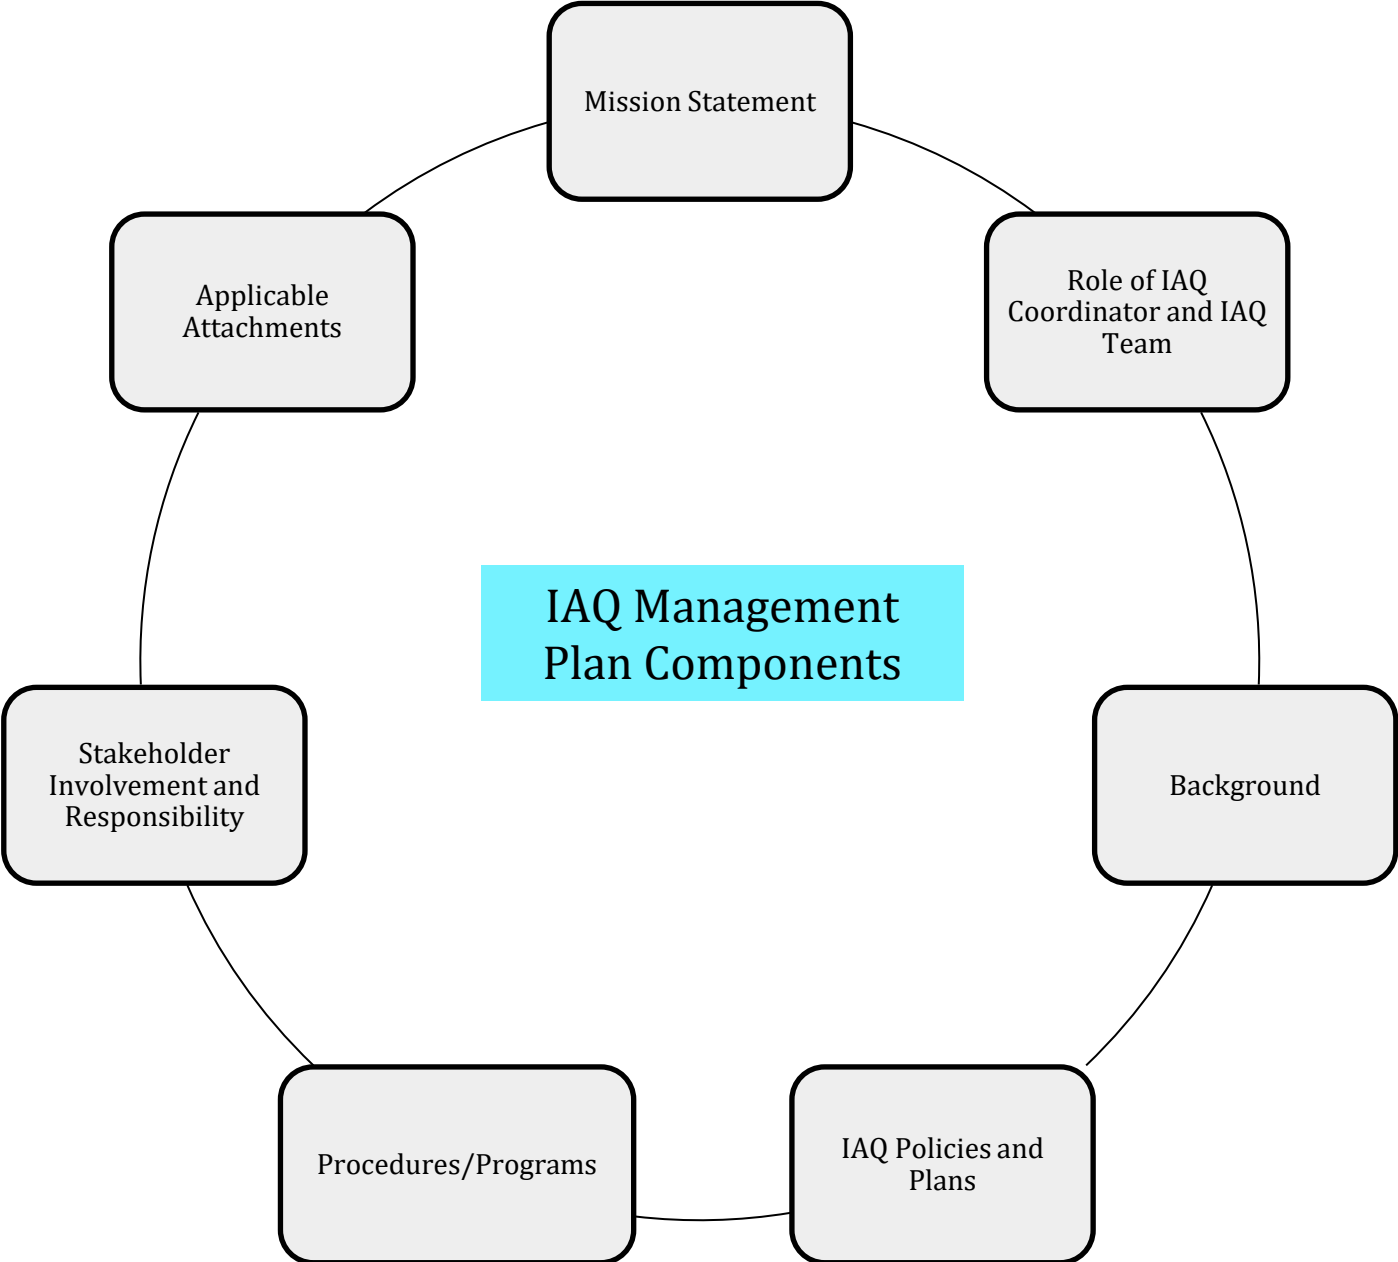 Mission Statement
Applicable
Attachments
Role of IAQ
Coordinator and IAQ
Team
IAQ Management
Plan Components
Stakeholder
Involvement and
Responsibility
Background
Procedures/Programs
IAQ Policies and
Plans